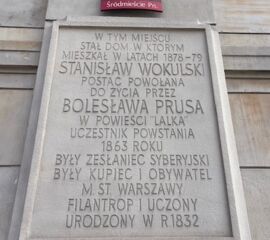 Śródmieście Płn.
W TYM MIEJSCU
STAŁ DOM W KTÓRYM
MIESZKAŁ W LATACH 1878–79
STANISŁAW WOKULSKI
POSTAĆ POWOŁANA
DO ŻYCIA PRZEZ
BOLESŁAWA PRUSA
W POWIEŚCI "LALKA"
UCZESTNIK POWSTANIA
1863 ROKU
BYŁY ZESŁANIEC SYBERYJSKI
BYŁY KUPIEC I OBYWATEL
M. ST. WARSZAWY
FILANTROP I UCZONY
URODZONY W R 1832